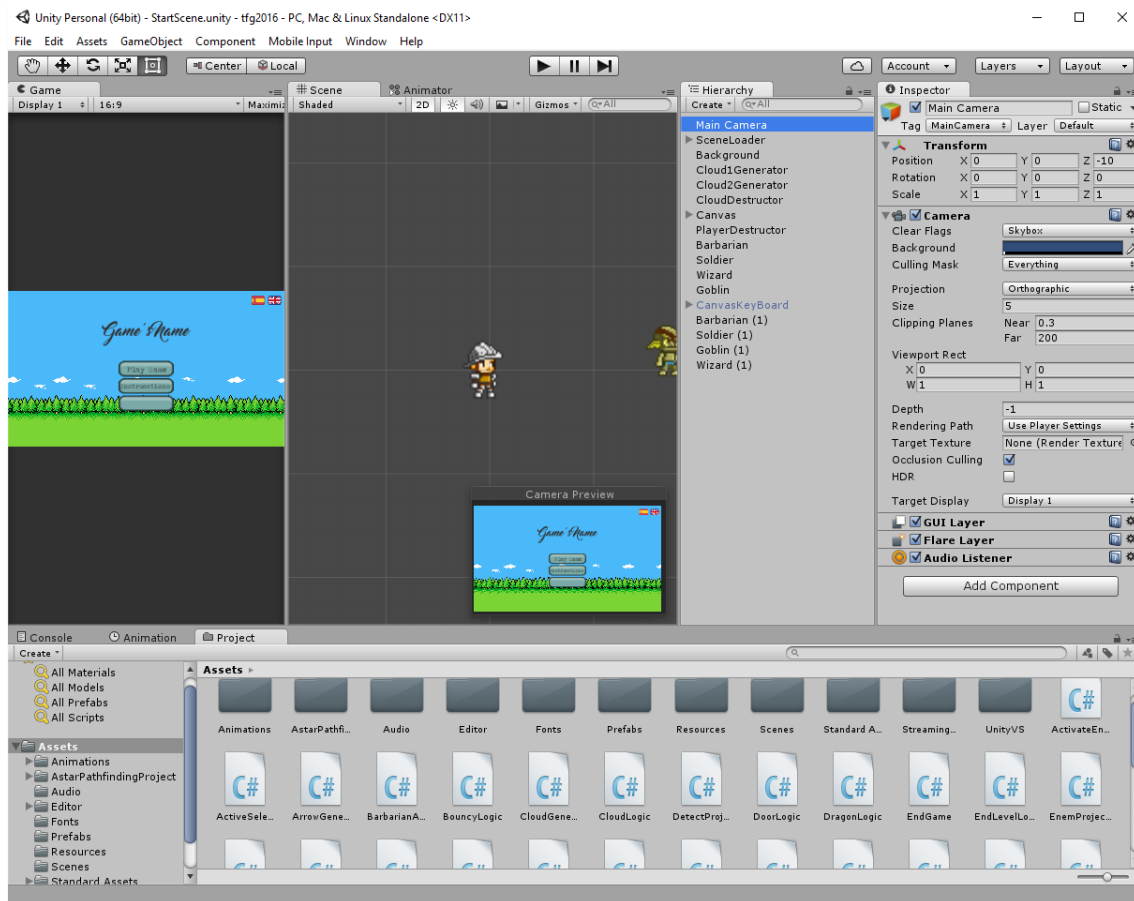 Unity Personal (64bit) - StartScene.unity - tfg2016 - PC, Mac & Linux Standalone <DX11>
File Edit Assets GameObject Component Mobile Input Window Help
Center Local Account Layers Layout
Game
Display 1 16:9 Maximiz
Game's Name
Play Game
Instructions
Scene Animator
Shaded 2D Gizmos All
Camera Preview
Game's Name
Play Game
Instructions
Hierarchy
Create All
Main Camera
SceneLoader
Background
Cloud1Generator
Cloud2Generator
CloudDestructor
Canvas
PlayerDestructor
Barbarian
Soldier
Wizard
Goblin
CanvasKeyBoard
Barbarian (1)
Soldier (1)
Goblin (1)
Wizard (1)
Inspector
Main Camera Static
Tag MainCamera Layer Default
Transform
Position X 0 Y 0 Z -10
Rotation X 0 Y 0 Z 0
Scale X 1 Y 1 Z 1
Camera
Clear Flags Skybox
Background
Culling Mask Everything
Projection Orthographic
Size 5
Clipping Planes Near 0.3
Far 200
Viewport Rect
X 0 Y 0
W 1 H 1
Depth -1
Rendering Path Use Player Settings
Target Texture None (Render Texture
Occlusion Culling
HDR
Target Display Display 1
GUI Layer
Flare Layer
Audio Listener
Add Component
Console Animation Project
Create
All Materials
All Models
All Prefabs
All Scripts
Assets
Animations
AstarPathfindingProject
Audio
Editor
Fonts
Prefabs
Resources
Scenes
Standard Assets
Assets
Animations AstarPathfi... Audio Editor Fonts Prefabs Resources Scenes Standard A... Streaming... UnityVS ActivateEn...
C#
C# C# C# C# C# C# C# C# C# C# C# C#
ActiveSele... ArrowGene... BarbarianA... BouncyLogic CloudGene... CloudLogic DetectProj... DoorLogic DragonLogic EndGame EndLevelLo... EnemProjec...